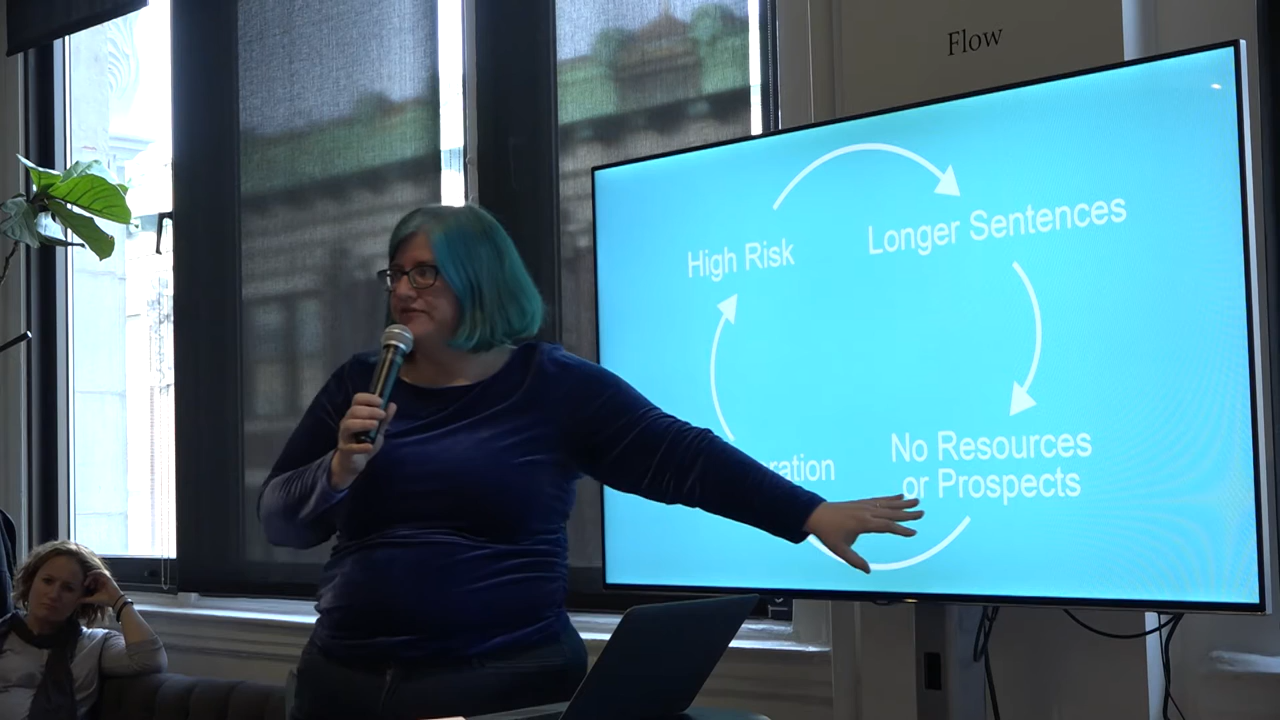 Flow
High Risk
Longer Sentences
No Resources
or Prospects